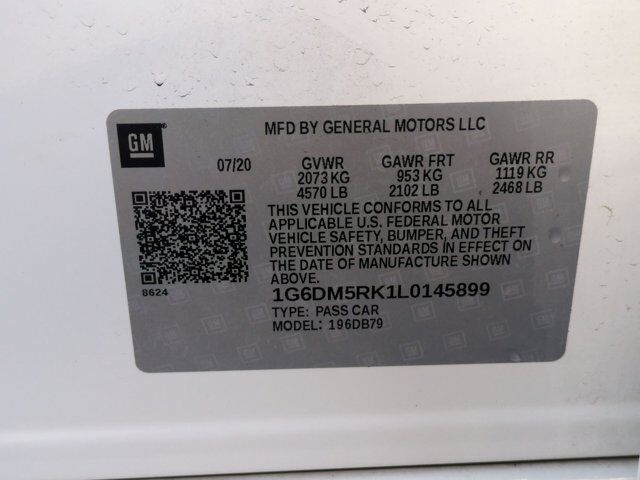 GM
MFD BY GENERAL MOTORS LLC
07/20 GVWR GAWR FRT GAWR RR
2073 KG 953 KG 1119 KG
4570 LB 2102 LB 2468 LB
THIS VEHICLE CONFORMS TO ALL
APPLICABLE U.S. FEDERAL MOTOR
VEHICLE SAFETY, BUMPER, AND THEFT
PREVENTION STANDARDS IN EFFECT ON
THE DATE OF MANUFACTURE SHOWN
ABOVE.
8624
1G6DM5RK1L0145899
TYPE: PASS CAR
MODEL: 196DB79